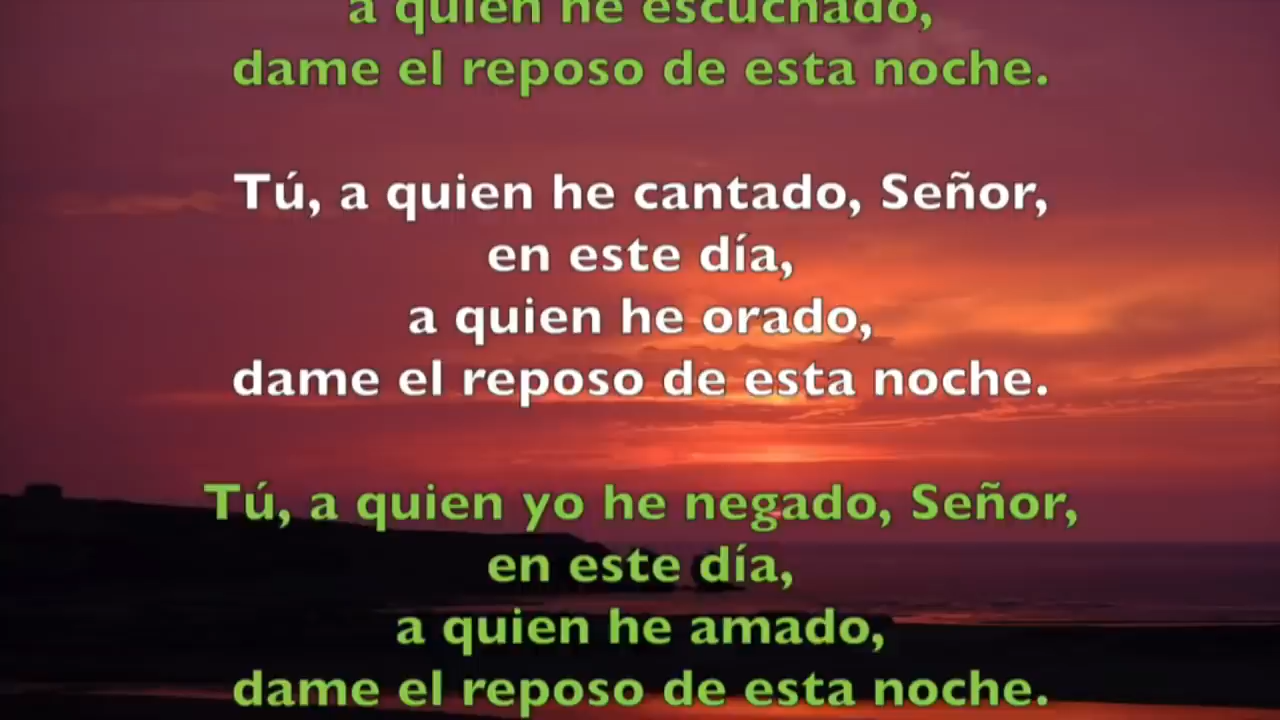 a quien he escuchado,
dame el reposo de esta noche.
Tú, a quien he cantado, Señor,
en este día,
a quien he orado,
dame el reposo de esta noche.
Tú, a quien yo he negado, Señor,
en este día,
a quien he amado,
dame el reposo de esta noche.